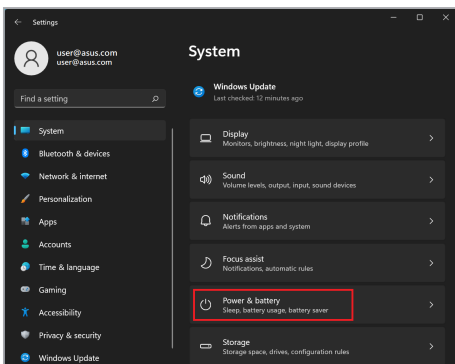 Settings
user@asus.com
user@asus.com
Find a setting
System
Bluetooth & devices
Network & internet
Personalization
Apps
Accounts
Time & language
Gaming
Accessibility
Privacy & security
Windows Update
System
Windows Update
Last checked: 12 minutes ago
Display
Monitors, brightness, night light, display profile
Sound
Volume levels, output, input, sound devices
Notifications
Alerts from apps and system
Focus assist
Notifications, automatic rules
Power & battery
Sleep, battery usage, battery saver
Storage
Storage space, drives, configuration rules